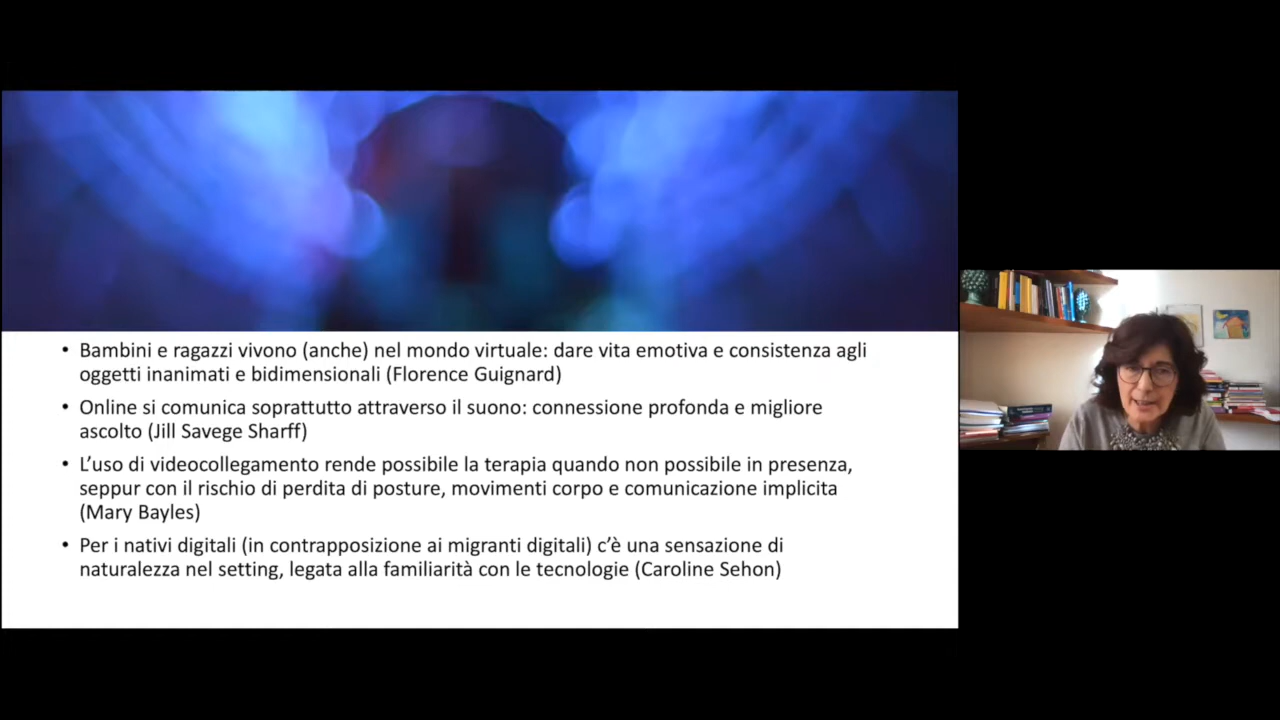 • Bambini e ragazzi vivono (anche) nel mondo virtuale: dare vita emotiva e consistenza agli
oggetti inanimati e bidimensionali (Florence Guignard)
• Online si comunica soprattutto attraverso il suono: connessione profonda e migliore
ascolto (Jill Savege Sharff)
• L'uso di videocollegamento rende possibile la terapia quando non possibile in presenza,
seppur con il rischio di perdita di posture, movimenti corpo e comunicazione implicita
(Mary Bayles)
• Per i nativi digitali (in contrapposizione ai migranti digitali) c'è una sensazione di
naturalezza nel setting, legata alla familiarità con le tecnologie (Caroline Sehon)